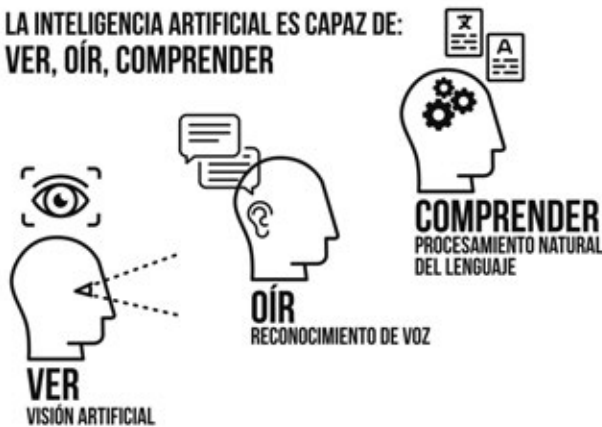 LA INTELIGENCIA ARTIFICIAL ES CAPAZ DE:
VER, OÍR, COMPRENDER
文
A
COMPRENDER
PROCESAMIENTO NATURAL
DEL LENGUAJE
OÍR
RECONOCIMIENTO DE VOZ
VER
VISIÓN ARTIFICIAL